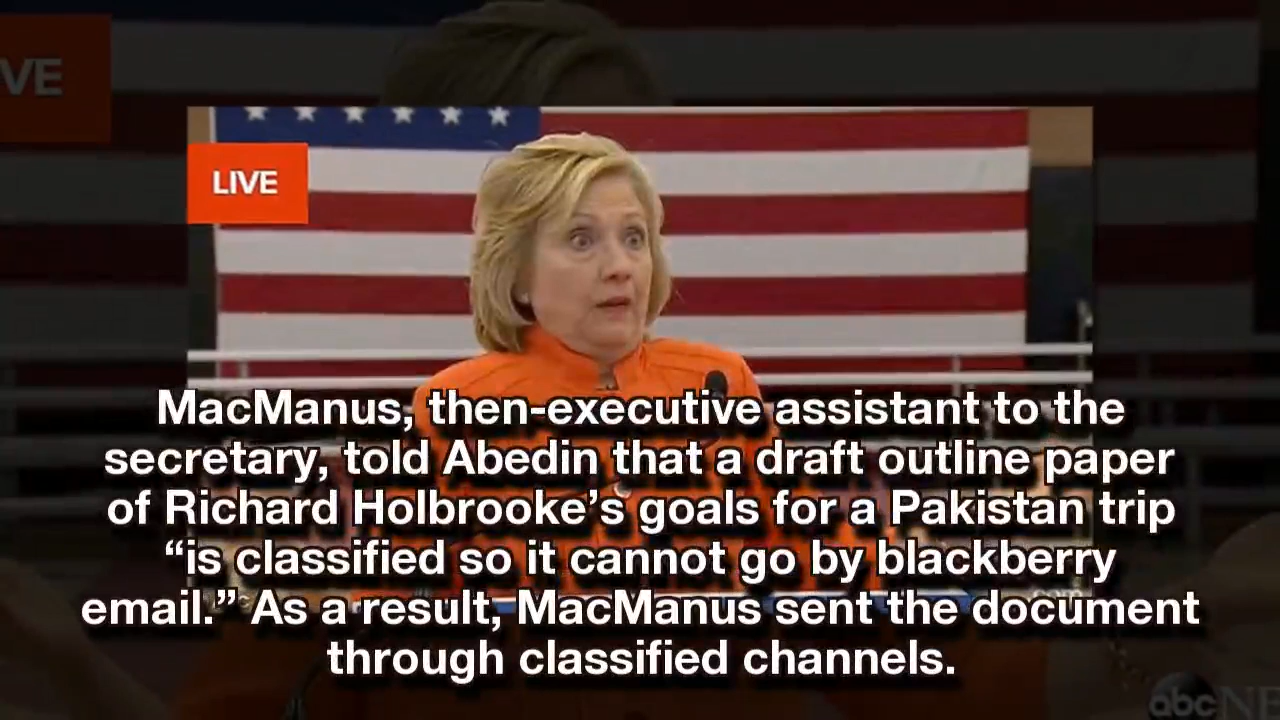 VE
LIVE
MacManus, then-executive assistant to the
secretary, told Abedin that a draft outline paper
of Richard Holbrooke’s goals for a Pakistan trip
“is classified so it cannot go by blackberry
email.” As a result, MacManus sent the document
through classified channels.
abc NE